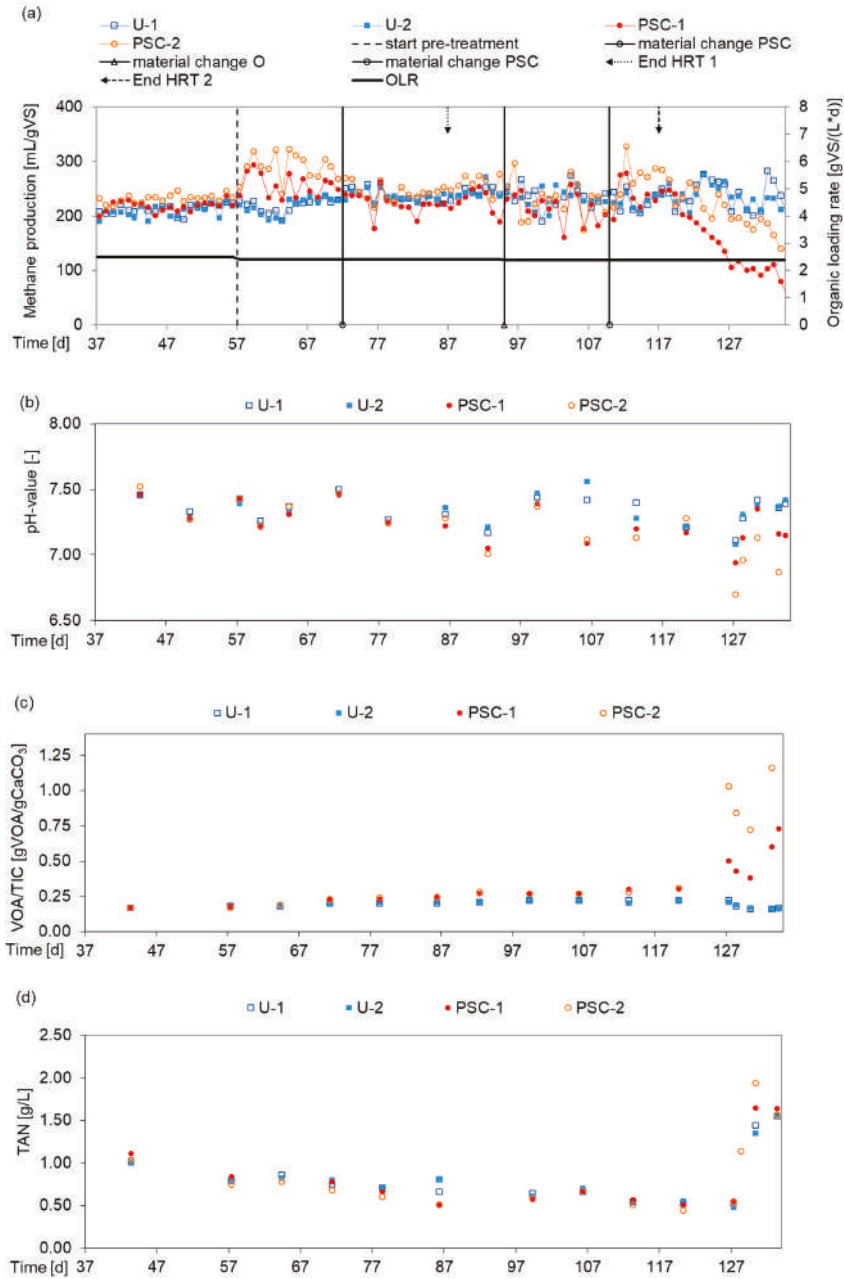 (a)
U-1 U-2 PSC-1
PSC-2 start pre-treatment material change PSC
material change O material change PSC End HRT 1
End HRT 2 OLR
Methane production [mL/gVS]
400
300
200
100
0
Organic loading rate [gVS/(L*d)]
8
7
6
5
4
3
2
1
0
Time [d] 37 47 57 67 77 87 97 107 117 127
(b)
U-1 U-2 PSC-1 PSC-2
pH-value [-]
8.00
7.50
7.00
6.50
Time [d] 37 47 57 67 77 87 97 107 117 127
(c)
U-1 U-2 PSC-1 PSC-2
VOA/TIC [gVOA/gCaCO₃]
1.25
1.00
0.75
0.50
0.25
0.00
Time [d] 37 47 57 67 77 87 97 107 117 127
(d)
U-1 U-2 PSC-1 PSC-2
TAN [g/L]
2.50
2.00
1.50
1.00
0.50
0.00
Time [d] 37 47 57 67 77 87 97 107 117 127